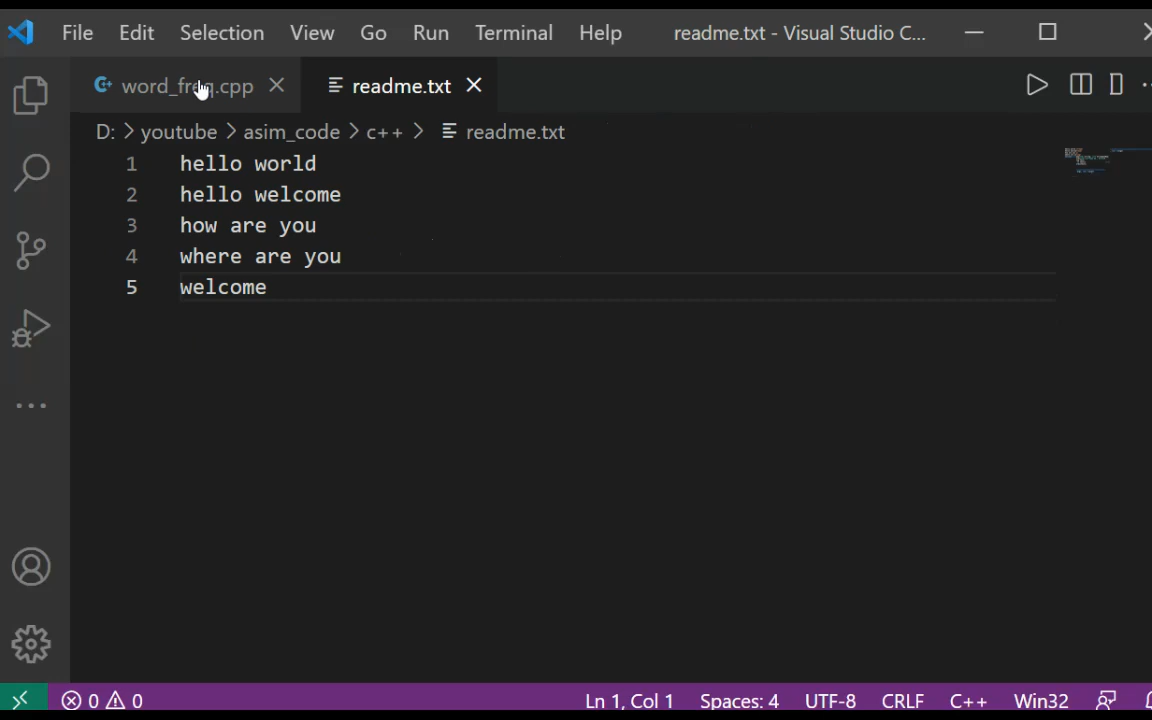 File Edit Selection View Go Run Terminal Help readme.txt - Visual Studio C...
word_freq.cpp readme.txt
D: > youtube > asim_code > c++ > readme.txt
1 hello world
2 hello welcome
3 how are you
4 where are you
5 welcome
0 0 Ln 1, Col 1 Spaces: 4 UTF-8 CRLF C++ Win32